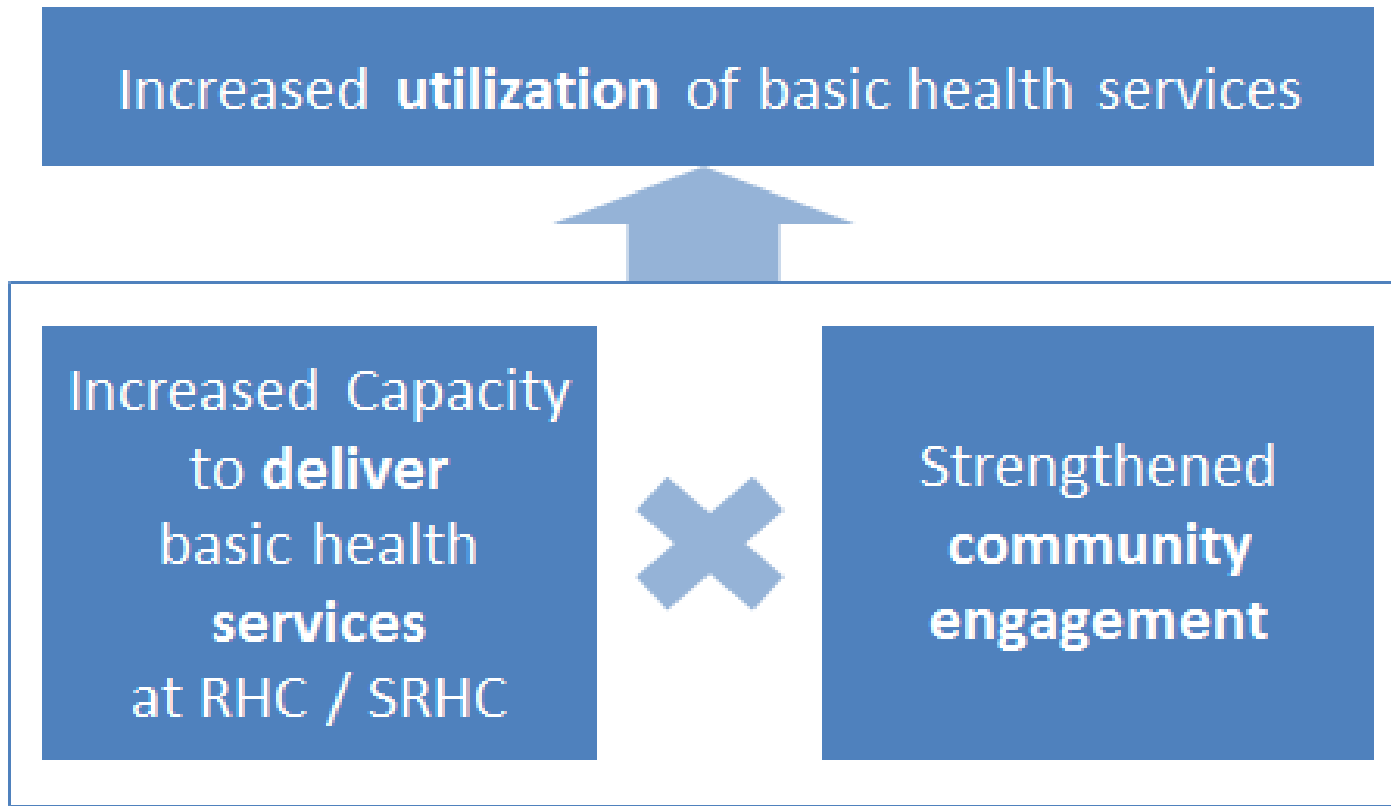 Increased utilization of basic health services
Increased Capacity
to deliver
basic health
services
at RHC / SRHC
Strengthened
community
engagement